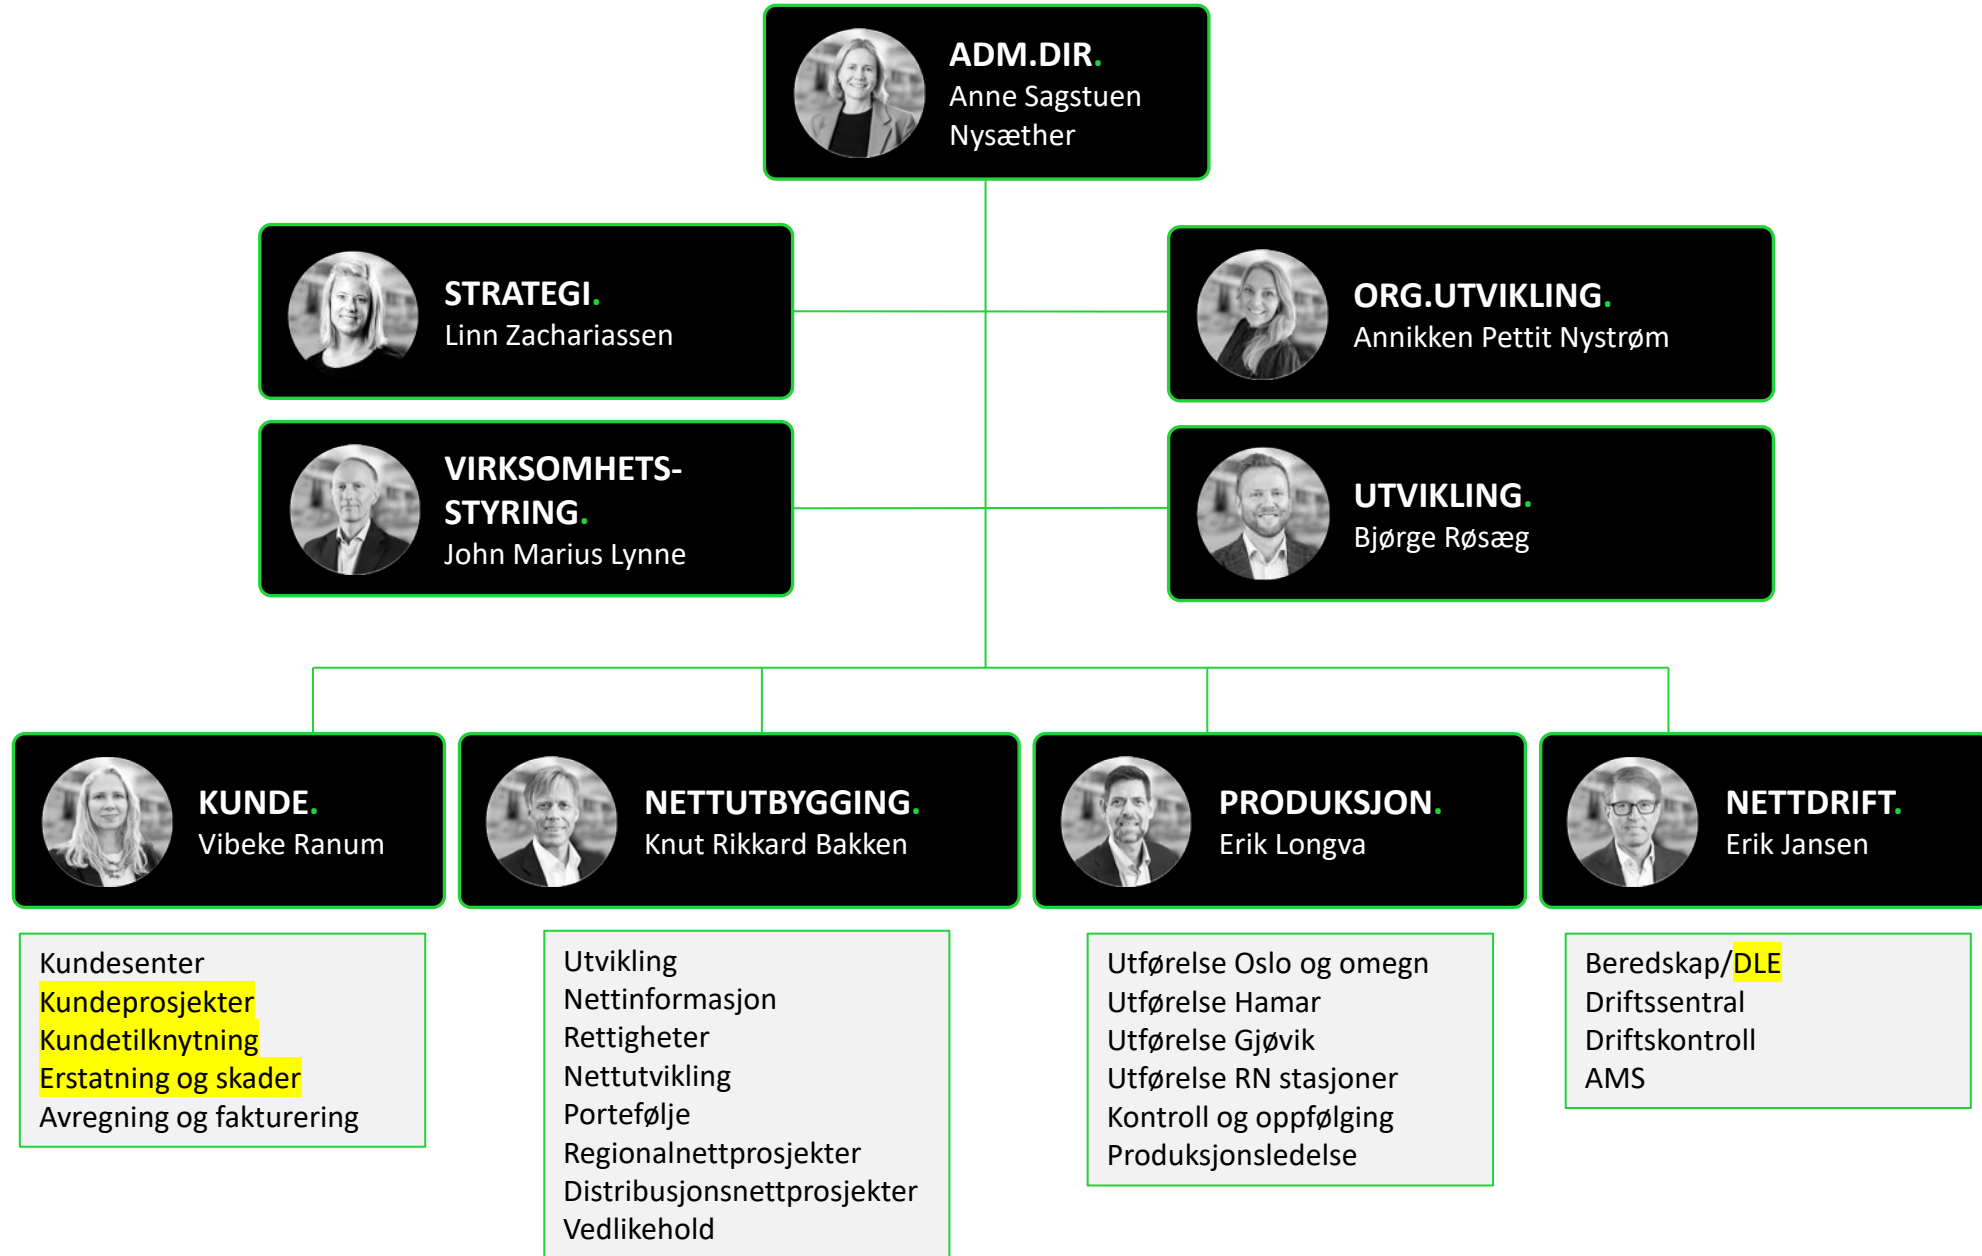 ADM.DIR.
Anne Sagstuen
Nysæther
STRATEGI.
Linn Zachariassen
ORG.UTVIKLING.
Annikken Pettit Nystrøm
VIRKSOMHETS-
STYRING.
John Marius Lynne
UTVIKLING.
Bjørge Røsæg
KUNDE.
Vibeke Ranum
NETTUTBYGGING.
Knut Rikkard Bakken
PRODUKSJON.
Erik Longva
NETTDRIFT.
Erik Jansen
Kundesenter
Kundeprosjekter
Kundetilknytning
Erstatning og skader
Avregning og fakturering
Utvikling
Nettinformasjon
Rettigheter
Nettutvikling
Portefølje
Regionalnettprosjekter
Distribusjonsnettprosjekter
Vedlikehold
Utførelse Oslo og omegn
Utførelse Hamar
Utførelse Gjøvik
Utførelse RN stasjoner
Kontroll og oppfølging
Produksjonsledelse
Beredskap/DLE
Driftssentral
Driftskontroll
AMS